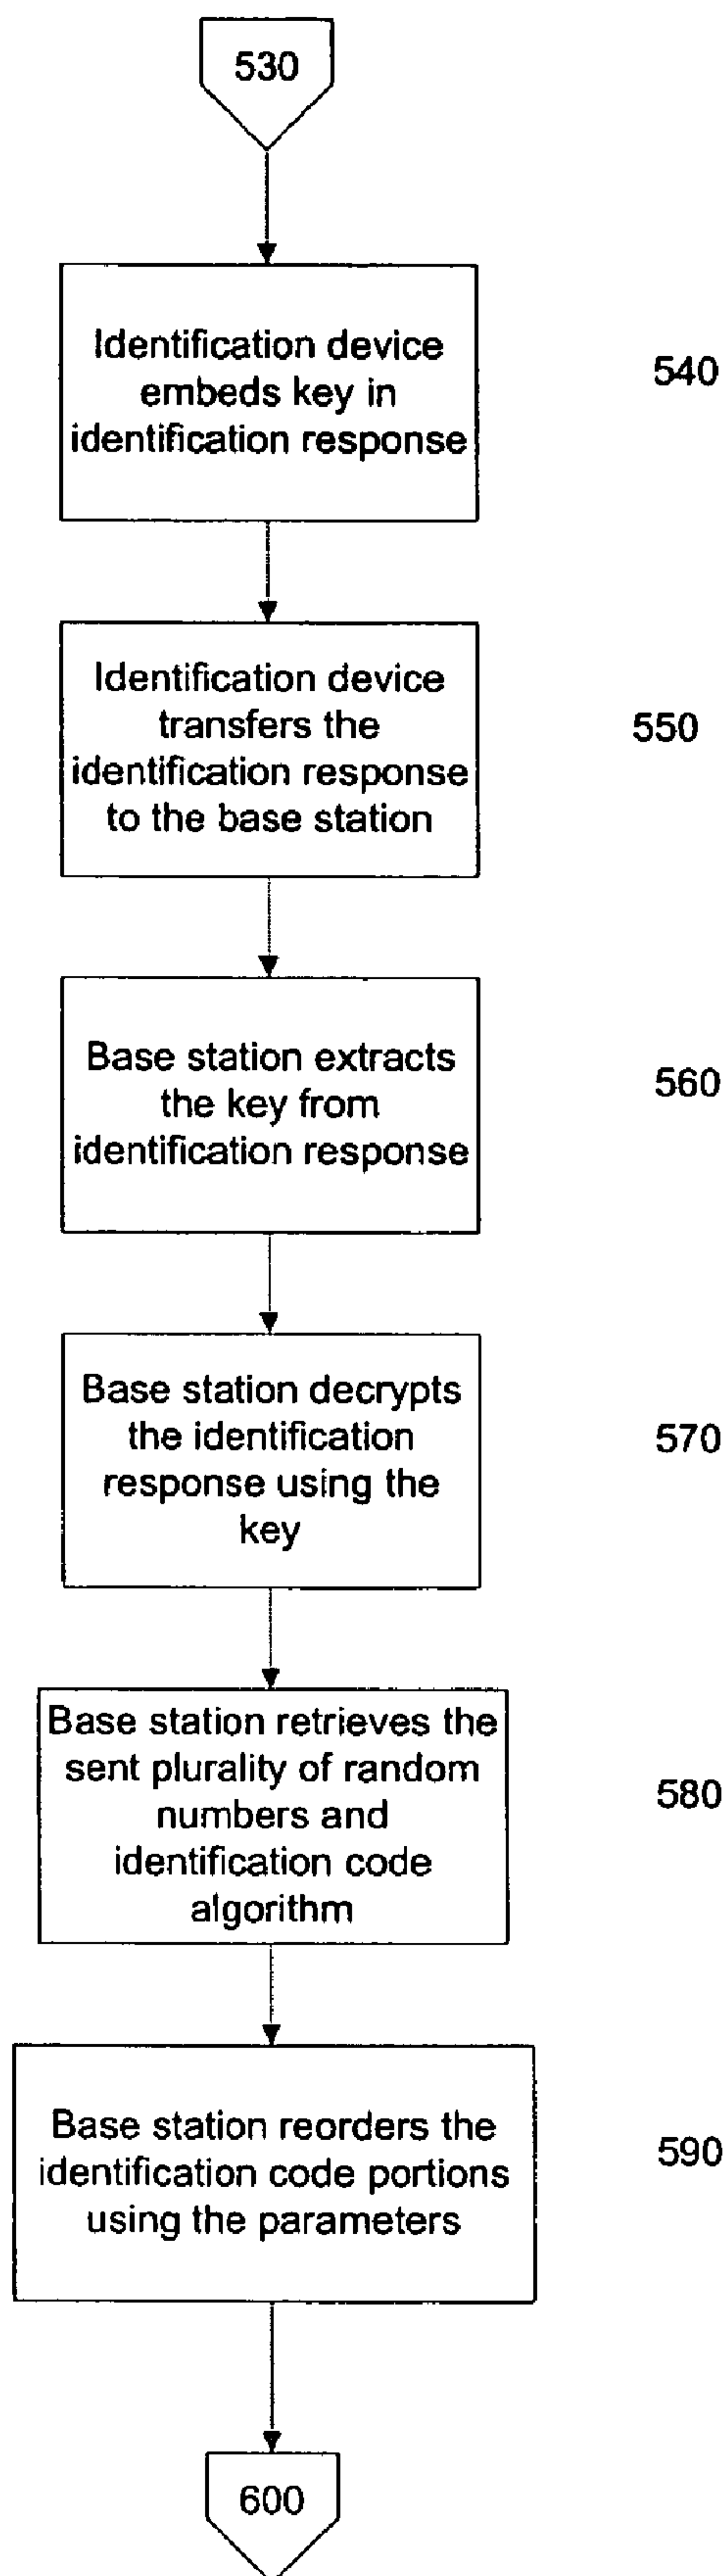 530
Identification device
embeds key in
identification response
540
Identification device
transfers the
identification response
to the base station
550
Base station extracts
the key from
identification response
560
Base station decrypts
the identification
response using the
key
570
Base station retrieves the
sent plurality of random
numbers and
identification code
algorithm
580
Base station reorders the
identification code portions
using the parameters
590
600